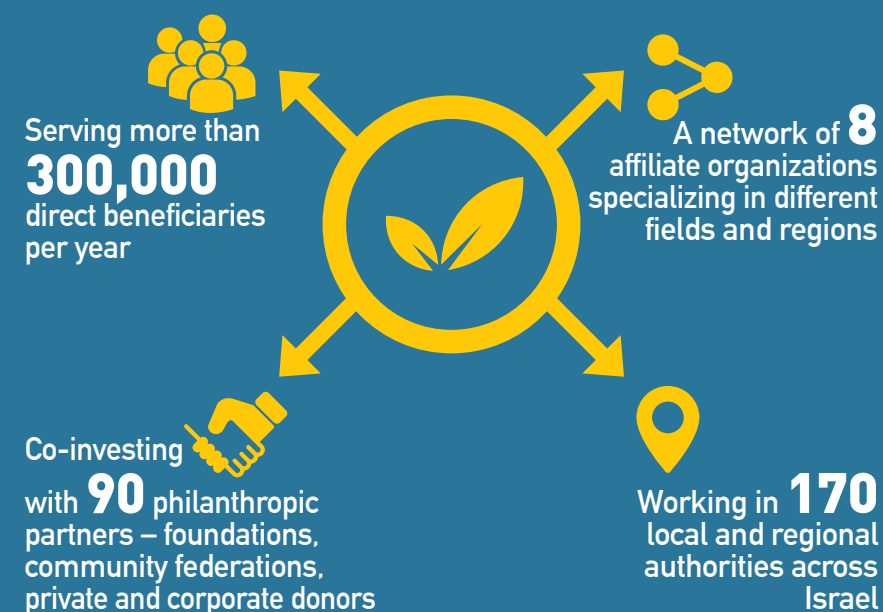 Serving more than
300,000
direct beneficiaries
per year
A network of 8
affiliate organizations
specializing in different
fields and regions
Co-investing
with 90 philanthropic
partners – foundations,
community federations,
private and corporate donors
Working in 170
local and regional
authorities across
Israel